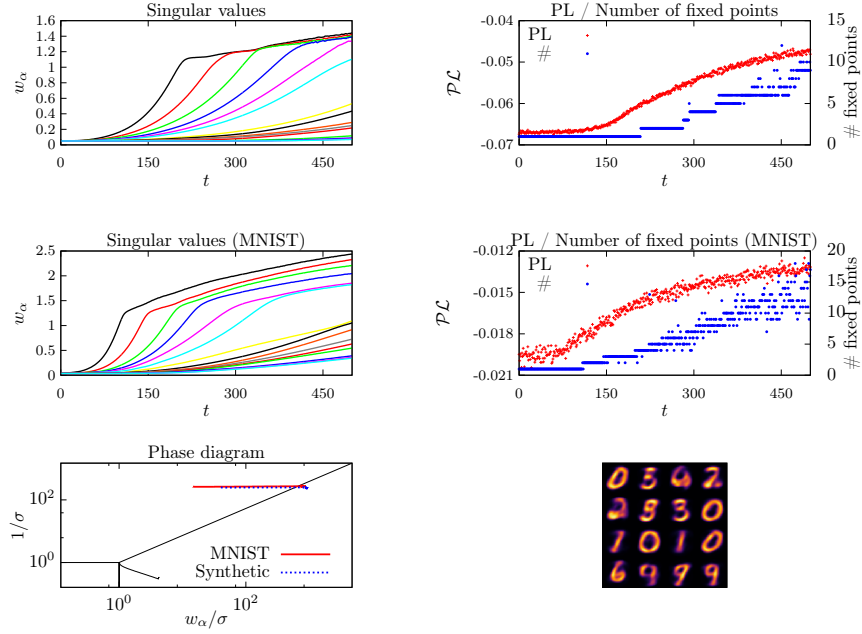 Singular values
1.6
1.4
1.2
1
0.8
0.6
0.4
0.2
0
w_α
0 150 300 450
t
PL / Number of fixed points
-0.04
-0.05
-0.06
-0.07
PL
PL
#
15
10
5
0
# fixed points
0 150 300 450
t
Singular values (MNIST)
2.5
2
1.5
1
0.5
0
w_α
0 150 300 450
t
PL / Number of fixed points (MNIST)
-0.012
-0.015
-0.018
-0.021
PL
PL
#
20
15
10
5
0
# fixed points
0 150 300 450
t
Phase diagram
10²
10⁰
1/σ
MNIST
Synthetic
10⁰ 10²
w_α/σ